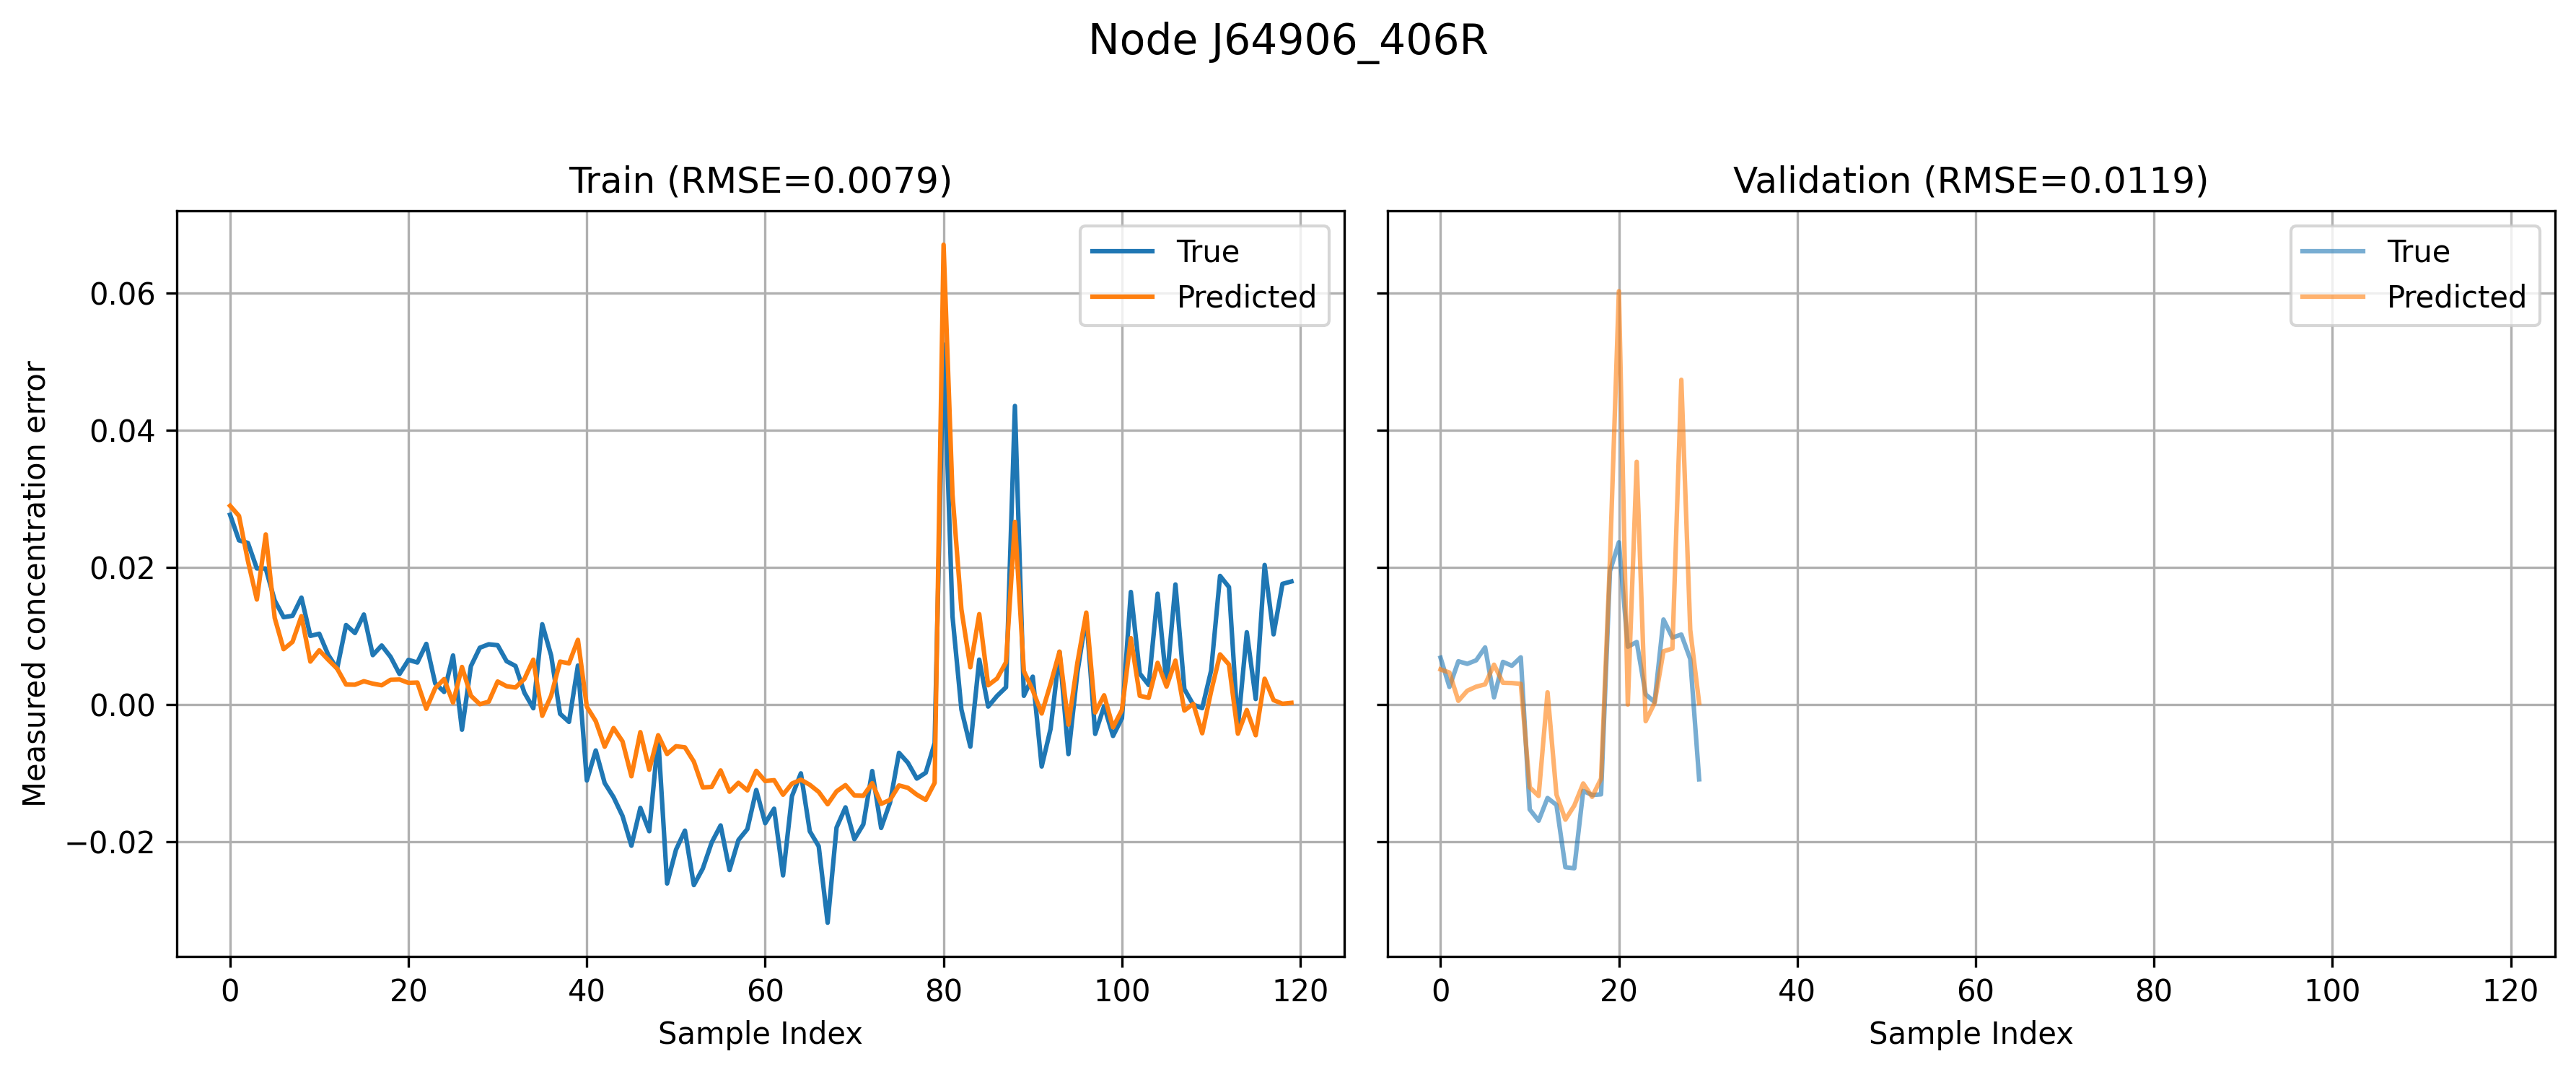 Node J64906_406R
Train (RMSE=0.0079)
Validation (RMSE=0.0119)
True
Predicted
True
Predicted
Measured concentration error
0.06
0.04
0.02
0.00
−0.02
0 20 40 60 80 100 120
0 20 40 60 80 100 120
Sample Index
Sample Index